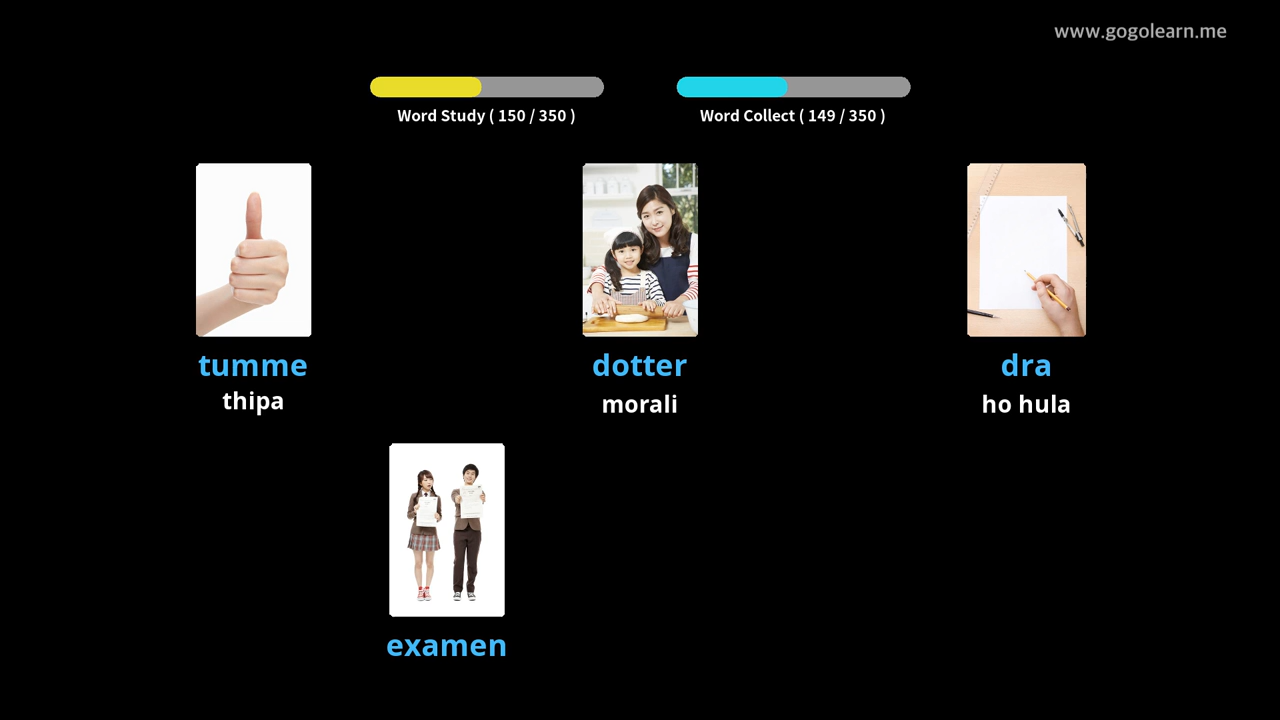 www.gogolearn.me
Word Study ( 150 / 350 )
Word Collect ( 149 / 350 )
tumme
thipa
dotter
morali
dra
ho hula
examen